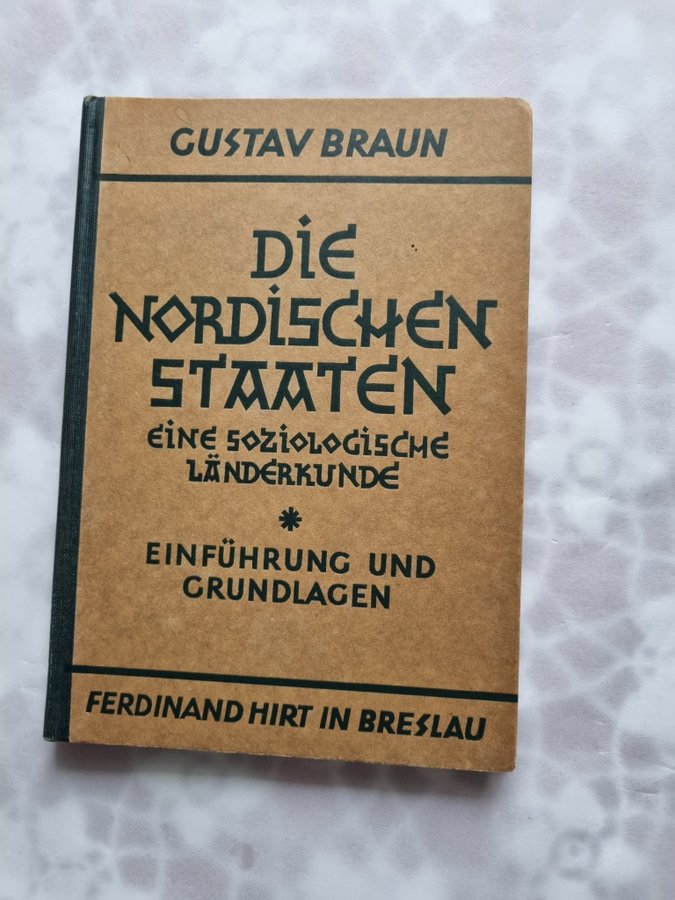 GUSTAV BRAUN
DiE
NORDiSCHEN
STAATEN
EiNE SOZiOLOGiSCHE
LÄNDERKUNDE
*
EINFÜHRUNG UND
GRUNDLAGEN
FERDINAND HIRT IN BRESLAU